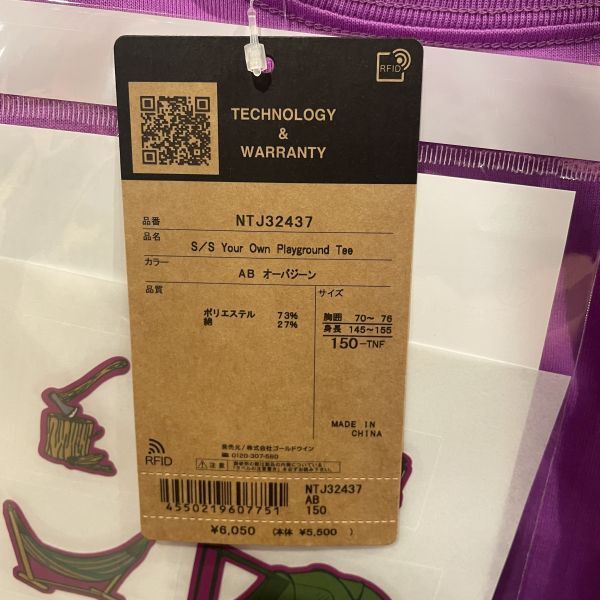 RFID
TECHNOLOGY
&
WARRANTY
品番 NTJ32437
品名 S/S Your Own Playground Tee
カラー AB オーバジーン
品質 サイズ
ポリエステル 73%
綿 27%
胸囲 70～ 76
身長 145～155
150-TNF
MADE IN
CHINA
RFID
発売元/株式会社ゴールドウイン
☎ 0120-307-560
⚠注意
4550219607751
NTJ32437
AB
150
¥6,050 (本体 ¥5,500 )